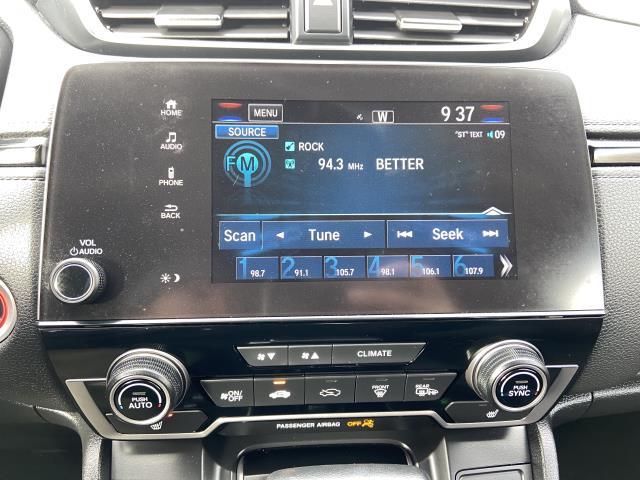 HOME
AUDIO
PHONE
BACK
VOL
AUDIO
MENU W 9 37
SOURCE "ST" TEXT 09
FM ROCK
94.3 MHz BETTER
Scan Tune Seek
1 98.7 2 91.1 3 105.7 4 98.1 5 106.1 6 107.9
CLIMATE
ON/OFF FRONT REAR
PUSH AUTO
PUSH SYNC
PASSENGER AIRBAG OFF